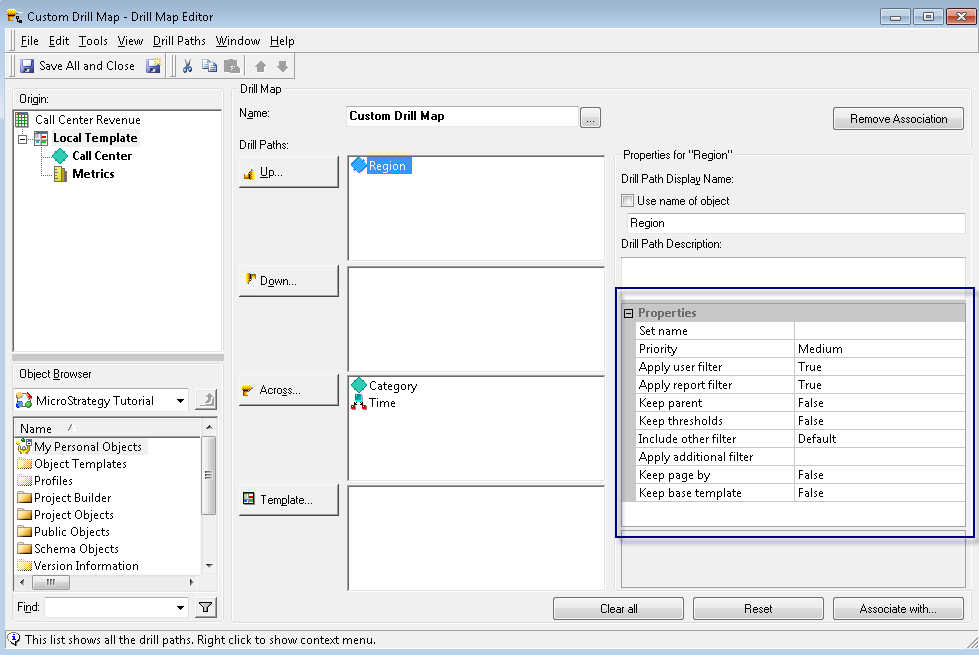 Custom Drill Map - Drill Map Editor
File Edit Tools View Drill Paths Window Help
Save All and Close
Origin:
Call Center Revenue
Local Template
Call Center
Metrics
Object Browser
MicroStrategy Tutorial
Name
My Personal Objects
Object Templates
Profiles
Project Builder
Project Objects
Public Objects
Schema Objects
Version Information
Find:
Drill Map
Name:
Custom Drill Map
...
Remove Association
Drill Paths:
Up...
Region
Down...
Across...
Category
Time
Template...
Properties for "Region"
Drill Path Display Name:
Use name of object
Region
Drill Path Description:
Properties
Set name
Priority Medium
Apply user filter True
Apply report filter True
Keep parent False
Keep thresholds False
Include other filter Default
Apply additional filter
Keep page by False
Keep base template False
Clear all
Reset
Associate with...
This list shows all the drill paths. Right click to show context menu.